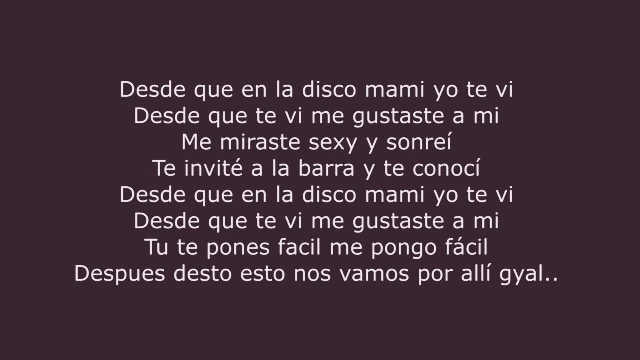 Desde que en la disco mami yo te vi
Desde que te vi me gustaste a mi
Me miraste sexy y sonreí
Te invité a la barra y te conocí
Desde que en la disco mami yo te vi
Desde que te vi me gustaste a mi
Tu te pones facil me pongo fácil
Despues desto esto nos vamos por allí gyal..